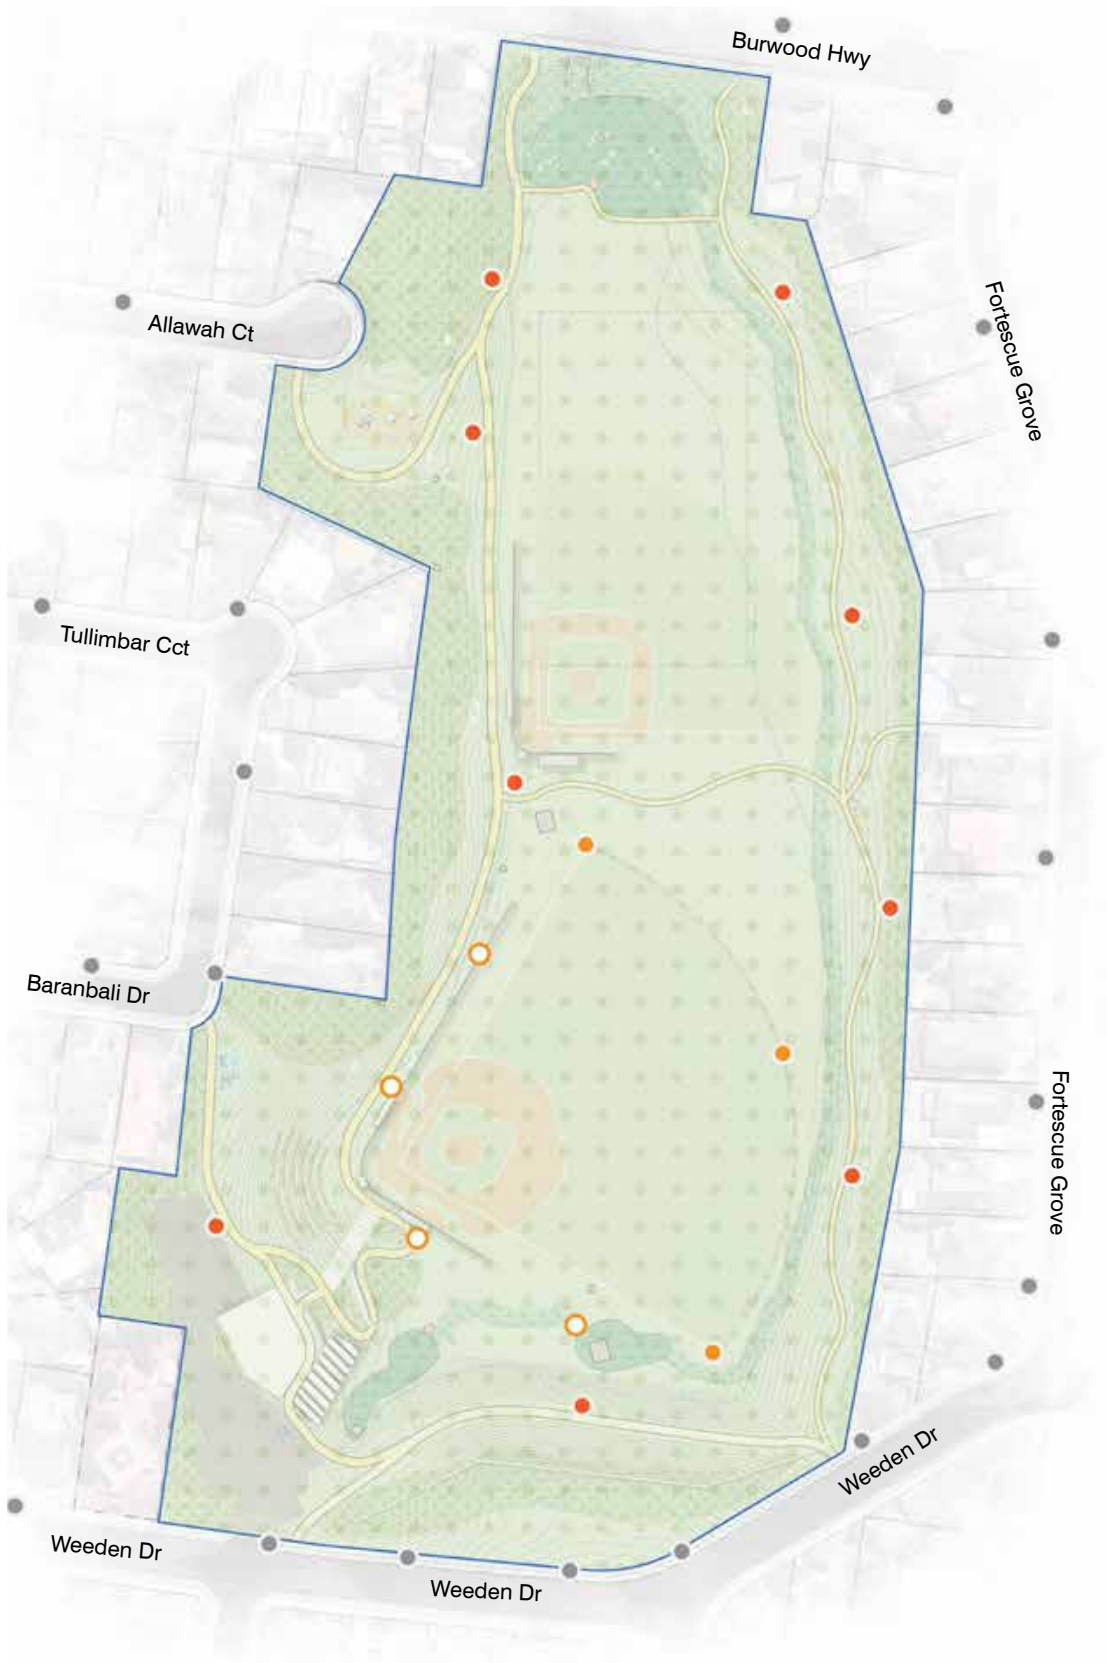 Burwood Hwy
Allawah Ct
Fortescue Grove
Tullimbar Cct
Baranbali Dr
Fortescue Grove
Weeden Dr
Weeden Dr
Weeden Dr